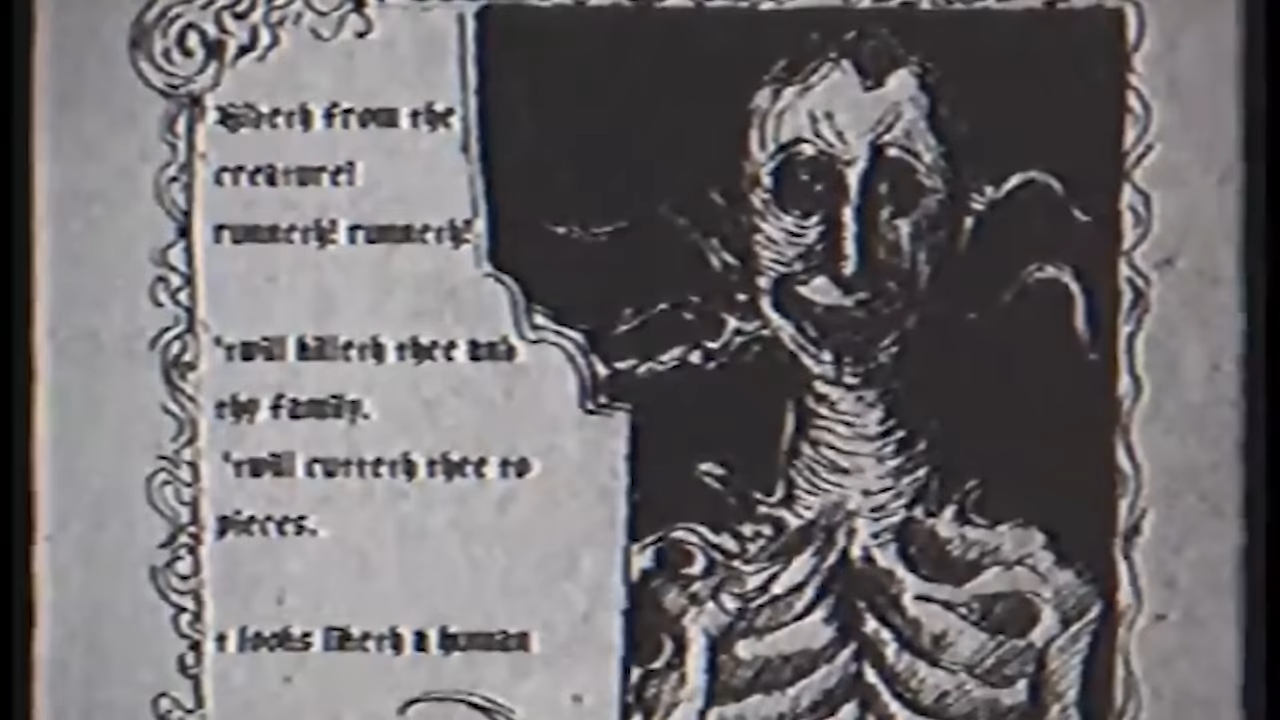 Hideth from the
creature!
runneth! runneth!
'twill killeth thee and
thy family.
'twill cutteth thee to
pieces.
t looks liketh a human